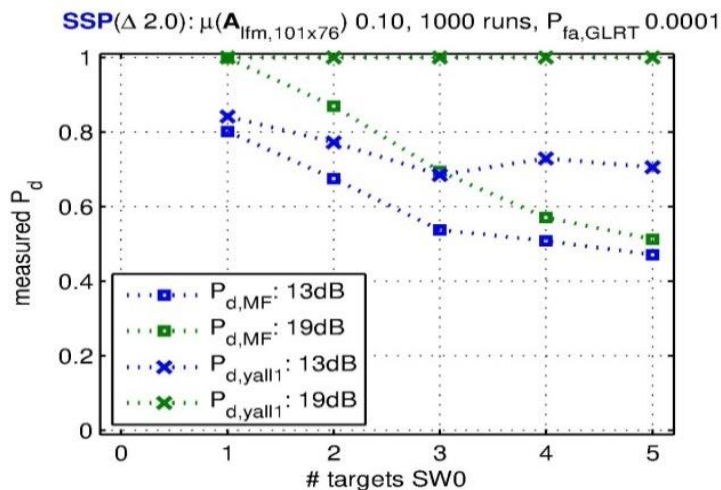 SSP(Δ 2.0): μ(A_lfm,101x76) 0.10, 1000 runs, P_fa,GLRT 0.0001
1
0.8
0.6
0.4
0.2
0
measured P_d
P_d,MF: 13dB
P_d,MF: 19dB
P_d,yall1: 13dB
P_d,yall1: 19dB
0 1 2 3 4 5
# targets SW0